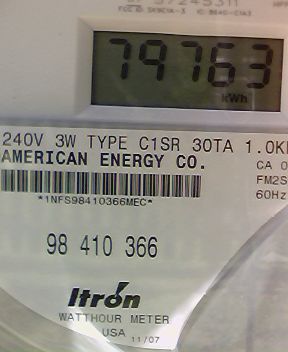 79763
kWh
240V 3W TYPE C1SR 30TA 1.0K
AMERICAN ENERGY CO.
CA 0
FM2S
60Hz
*1NFS98410366MEC*
98 410 366
Itrón
WATTHOUR METER
USA 11/07